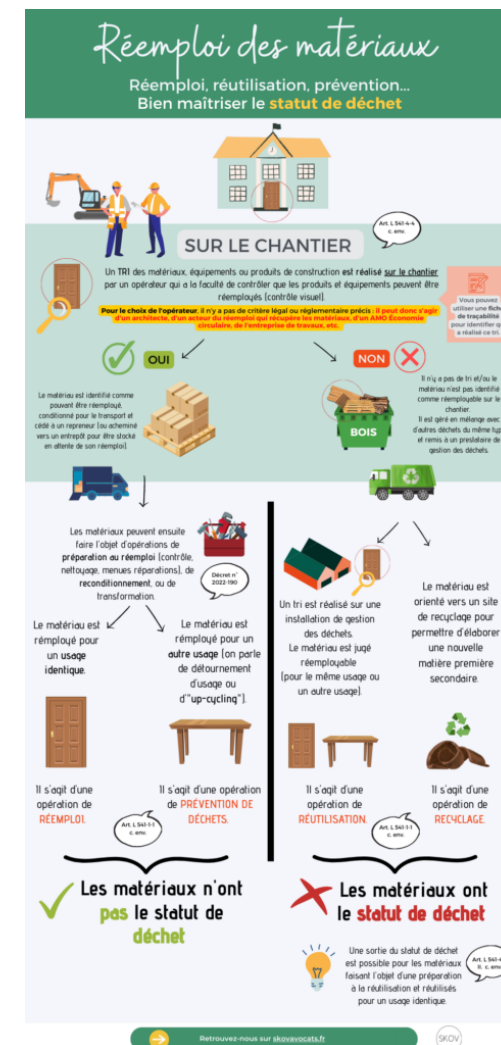 Réemploi des matériaux
Réemploi, réutilisation, prévention...
Bien maîtriser le statut de déchet
Art. L 541-4-4
c. env.
SUR LE CHANTIER
Un TRI des matériaux, équipements ou produits de construction est réalisé sur le chantier
par un opérateur qui a la faculté de contrôler que les produits et équipements peuvent être
réemployés (contrôle visuel).
Pour le choix de l'opérateur, il n'y a pas de critère légal ou réglementaire précis : il peut donc s'agir
d'un architecte, d'un acteur du réemploi qui récupère les matériaux, d'un AMO Économie
circulaire, de l'entreprise de travaux, etc.
Vous pouvez
utiliser une fiche
de traçabilité
pour identifier qu
a réalisé ce tri.
OUI
NON
Le matériau est identifié comme
pouvant être réemployé,
conditionné pour le transport et
cédé à un repreneur (ou acheminé
vers un entrepôt pour être stocké
en attente de son réemploi).
BOIS
Il n'y a pas de tri et/ou le
matériau n'est pas identifié
comme réemployable sur le
chantier.
Il est géré en mélange avec
d'autres déchets du même typ
et remis à un prestataire de
gestion des déchets.
Les matériaux peuvent ensuite
faire l'objet d'opérations de
préparation au réemploi (contrôle,
nettoyage, menues réparations), de
reconditionnement, ou de
transformation.
Décret n°
2022-190
Le matériau est
rémployé pour
un usage
identique.
Le matériau est
rémployé pour un
autre usage (on parle
de détournement
d'usage ou
d'"up-cycling").
Un tri est réalisé sur une
installation de gestion
des déchets.
Le matériau est jugé
réemployable
(pour le même usage ou
un autre usage).
Le matériau est
orienté vers un site
de recyclage pour
permettre d'élaborer
une nouvelle
matière première
secondaire.
Il s'agit d'une
opération de
RÉEMPLOI.
Il s'agit d'une opération
de PRÉVENTION DE
DÉCHETS.
Art. L 541-1-1
c. env.
Il s'agit d'une
opération de
RÉUTILISATION.
Il s'agit d'une
opération de
RECYCLAGE.
Art. L 541-1-1
c. env.
Les matériaux n'ont
pas le statut de
déchet
Les matériaux ont
le statut de déchet
Une sortie du statut de déchet
est possible pour les matériaux
faisant l'objet d'une préparation
à la réutilisation et réutilisés
pour un usage identique.
Art. L 541-4
II. c. env
Retrouvez-nous sur skovavocats.fr
SKOV